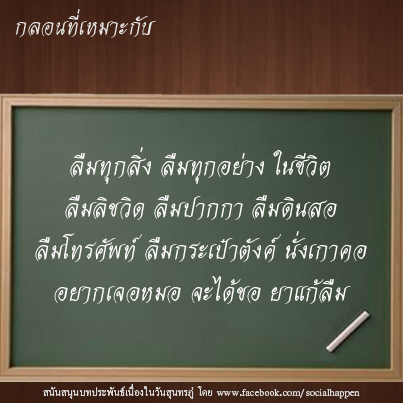 กลอนที่เหมาะกับ
ลืมทุกสิ่ง ลืมทุกอย่าง ในชีวิต
ลืมลิขวิด ลืมปากกา ลืมดินสอ
ลืมโทรศัพท์ ลืมกระเป๋าตังค์ นั่งเกาคอ
อยากเจอหมอ จะได้ขอ ยาแก้ลืม
สนับสนุนบทประพันธ์เนื่องในวันสุนทรภู่ โดย www.facebook.com/socialhappen